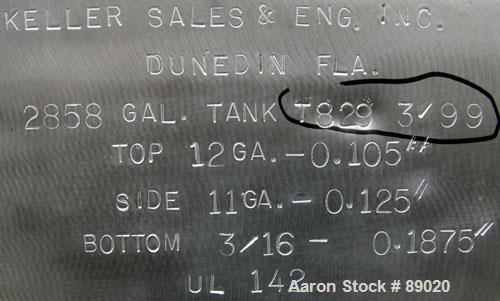 KELLER SALES & ENG. INC.
DUNEDIN FLA.
2858 GAL. TANK T829 3/99
TOP 12 GA. - 0.105"
SIDE 11 GA. - 0.125"
BOTTOM 3/16 - 0.1875"
UL 142
Aaron Stock # 89020